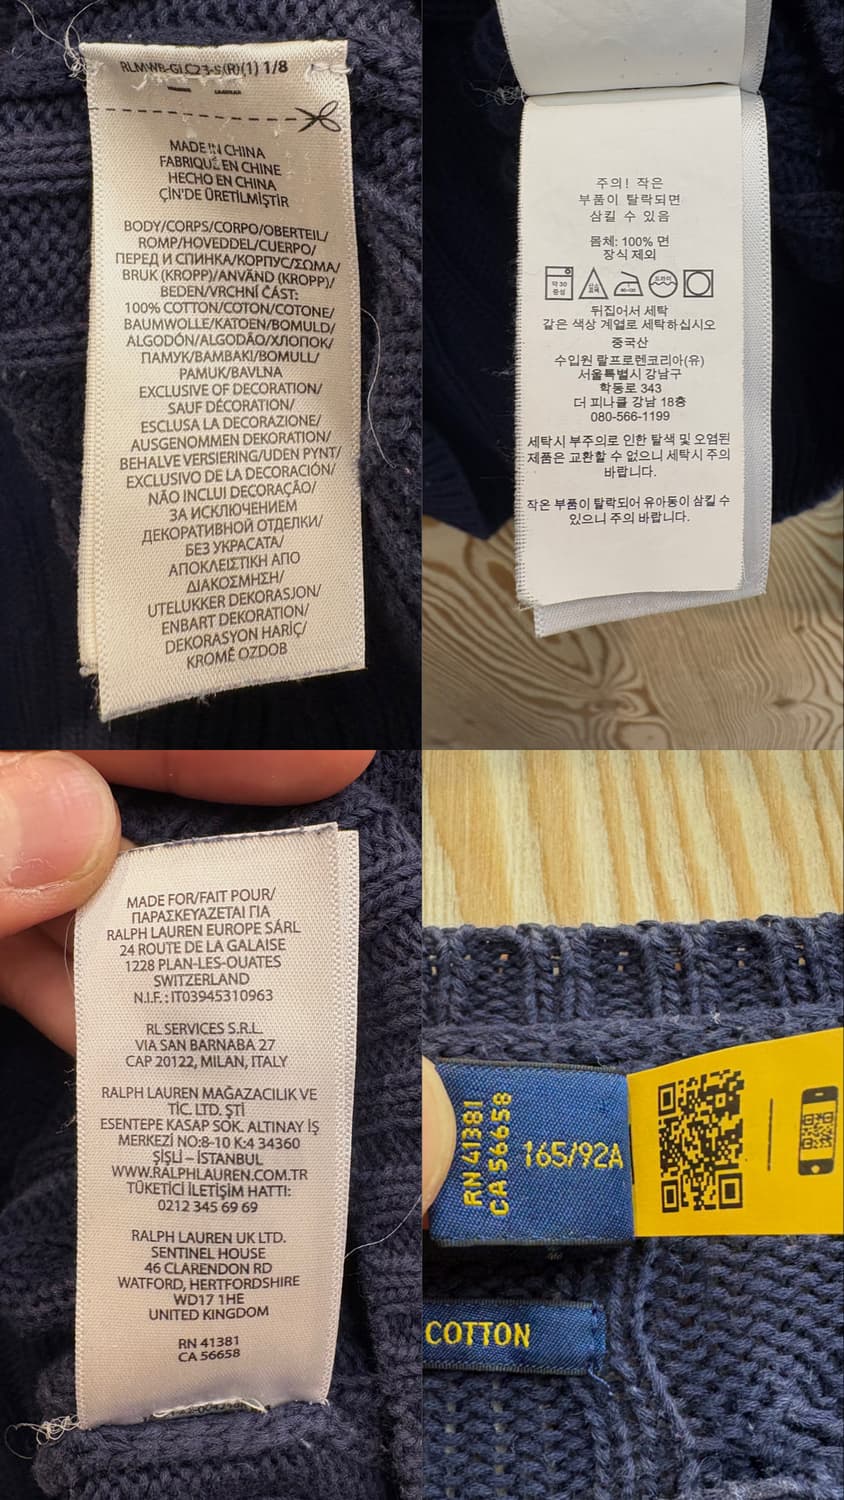 RLMWB-GLC23-S(R)(1) 1/8
MADE IN CHINA
FABRIQUÉ EN CHINE
HECHO EN CHINA
ÇİN'DE ÜRETİLMİŞTİR
BODY/CORPS/CORPO/OBERTEIL/
ROMP/HOVEDDEL/CUERPO/
ПЕРЕД И СПИНКА/КОРПУС/ΣΩΜΑ/
BRUK (KROPP)/ANVÄND (KROPP)/
BEDEN/VRCHNÍ ČÁST:
100% COTTON/COTON/COTONE/
BAUMWOLLE/KATOEN/BOMULD/
ALGODÓN/ALGODÃO/ХЛОПОК/
ПАМУК/BAMBAKI/BOMULL/
PAMUK/BAVLNA
EXCLUSIVE OF DECORATION/
SAUF DÉCORATION/
ESCLUSA LA DECORAZIONE/
AUSGENOMMEN DEKORATION/
BEHALVE VERSIERING/UDEN PYNT/
EXCLUSIVO DE LA DECORACIÓN/
NÃO INCLUI DECORAÇÃO/
ЗА ИСКЛЮЧЕНИЕМ
ДЕКОРАТИВНОЙ ОТДЕЛКИ/
БЕЗ УКРАСАТА/
ΑΠΟΚΛΕΙΣΤΙΚΗ ΑΠΟ
ΔΙΑΚΟΣΜΗΣΗ/
UTELUKKER DEKORASJON/
ENBART DEKORATION/
DEKORASYON HARİÇ/
KROMĚ OZDOB
주의! 작은
부품이 탈락되면
삼킬 수 있음
몸체: 100% 면
장식 제외
약 30
중성
드라이
뒤집어서 세탁
같은 색상 계열로 세탁하십시오
중국산
수입원 랄프로렌코리아(유)
서울특별시 강남구
학동로 343
더 피나클 강남 18층
080-566-1199
세탁시 부주의로 인한 탈색 및 오염된
제품은 교환할 수 없으니 세탁시 주의
바랍니다.
작은 부품이 탈락되어 유아동이 삼킬 수
있으니 주의 바랍니다.
MADE FOR/FAIT POUR/
ΠΑΡΑΣΚΕΥΑΖΕΤΑΙ ΓΙΑ
RALPH LAUREN EUROPE SÁRL
24 ROUTE DE LA GALAISE
1228 PLAN-LES-OUATES
SWITZERLAND
N.I.F. : IT03945310963
RL SERVICES S.R.L.
VIA SAN BARNABA 27
CAP 20122, MILAN, ITALY
RALPH LAUREN MAĞAZACILIK VE
TİC. LTD. ŞTİ
ESENTEPE KASAP SOK. ALTINAY İŞ
MERKEZİ NO:8-10 K:4 34360
ŞİŞLİ – İSTANBUL
WWW.RALPHLAUREN.COM.TR
TÜKETİCİ İLETİŞİM HATTI:
0212 345 69 69
RALPH LAUREN UK LTD.
SENTINEL HOUSE
46 CLARENDON RD
WATFORD, HERTFORDSHIRE
WD17 1HE
UNITED KINGDOM
RN 41381
CA 56658
RN 41381
CA 56658
165/92A
COTTON